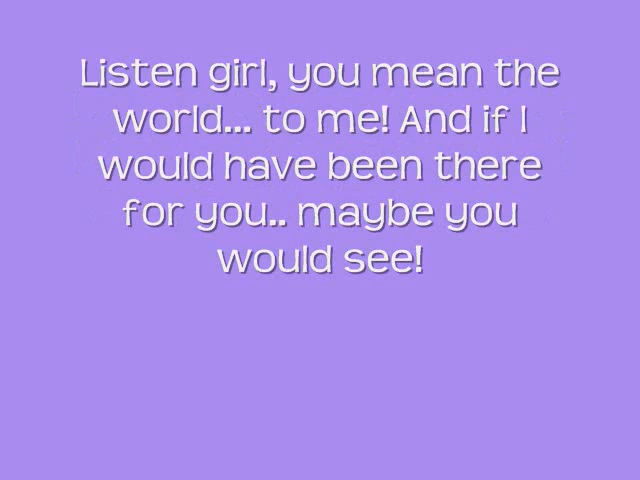 Listen girl, you mean the
world... to me! And if I
would have been there
for you.. maybe you
would see!